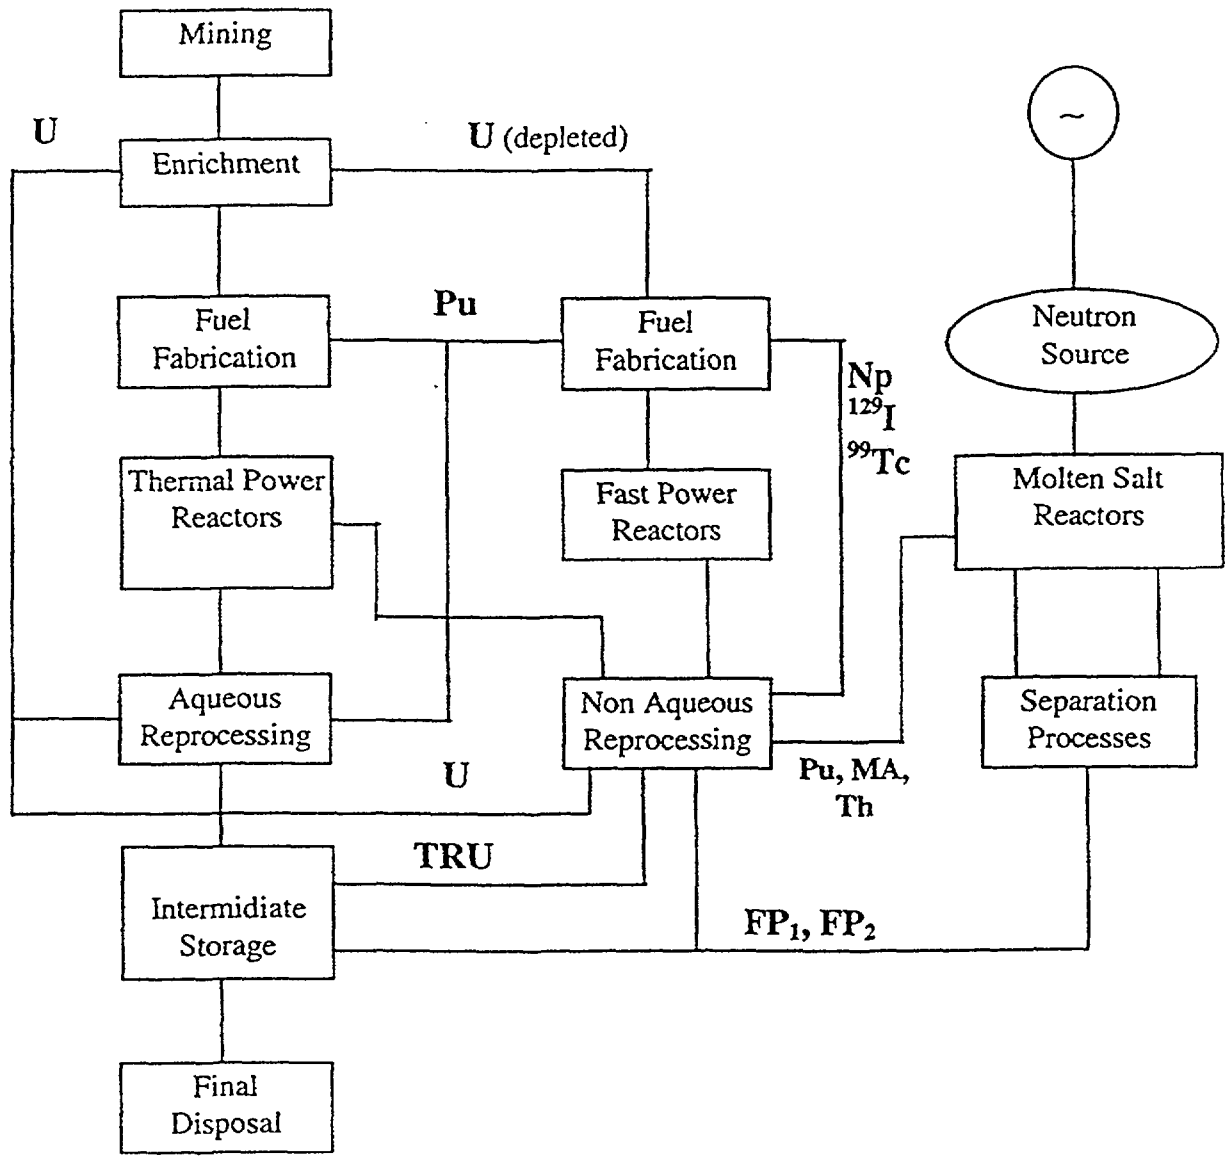 Mining
~
U
U (depleted)
Enrichment
Pu
Fuel
Fabrication
Fuel
Fabrication
Neutron
Source
Np
¹²⁹I
⁹⁹Tc
Thermal Power
Reactors
Fast Power
Reactors
Molten Salt
Reactors
Aqueous
Reprocessing
Non Aqueous
Reprocessing
Separation
Processes
U
Pu, MA,
Th
TRU
Intermidiate
Storage
FP₁, FP₂
Final
Disposal